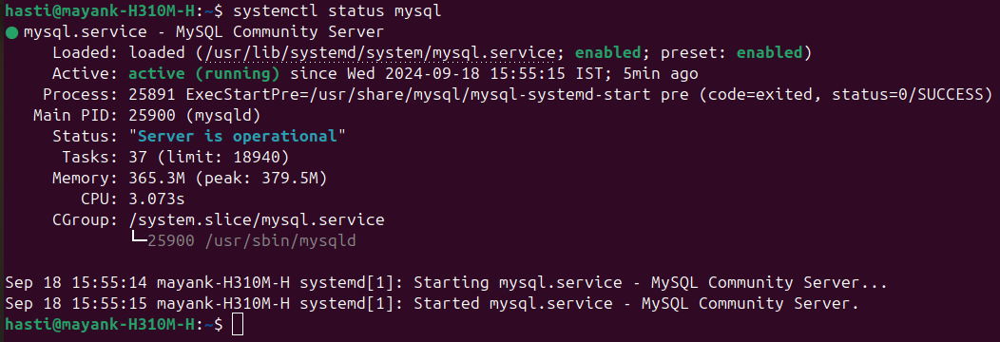 hasti@mayank-H310M-H:~$ systemctl status mysql
● mysql.service - MySQL Community Server
     Loaded: loaded (/usr/lib/systemd/system/mysql.service; enabled; preset: enabled)
     Active: active (running) since Wed 2024-09-18 15:55:15 IST; 5min ago
    Process: 25891 ExecStartPre=/usr/share/mysql/mysql-systemd-start pre (code=exited, status=0/SUCCESS)
   Main PID: 25900 (mysqld)
     Status: "Server is operational"
      Tasks: 37 (limit: 18940)
     Memory: 365.3M (peak: 379.5M)
        CPU: 3.073s
     CGroup: /system.slice/mysql.service
             └─25900 /usr/sbin/mysqld
Sep 18 15:55:14 mayank-H310M-H systemd[1]: Starting mysql.service - MySQL Community Server...
Sep 18 15:55:15 mayank-H310M-H systemd[1]: Started mysql.service - MySQL Community Server.
hasti@mayank-H310M-H:~$